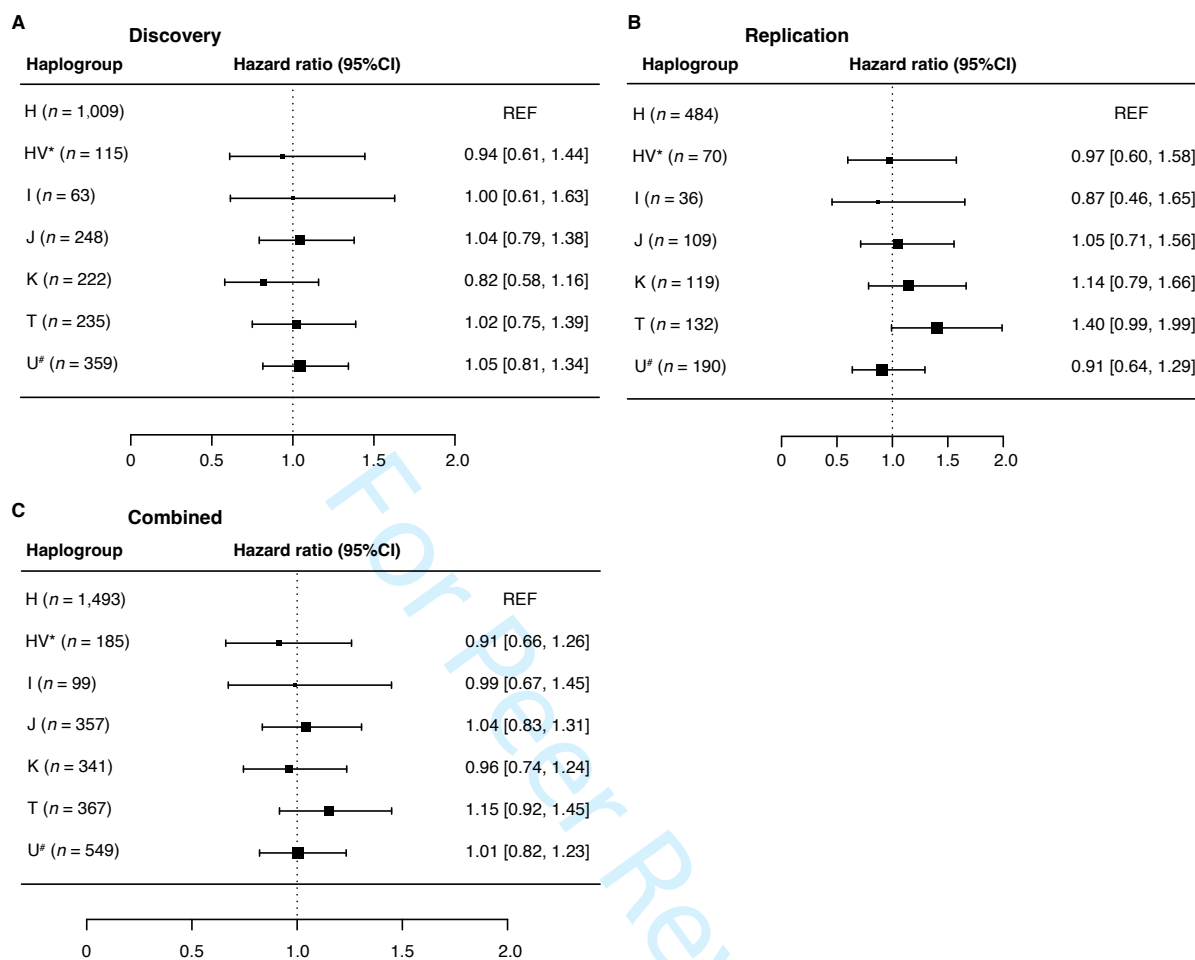 A
Discovery
Haplogroup Hazard ratio (95%CI)
H (n = 1,009) REF
HV* (n = 115) 0.94 [0.61, 1.44]
I (n = 63) 1.00 [0.61, 1.63]
J (n = 248) 1.04 [0.79, 1.38]
K (n = 222) 0.82 [0.58, 1.16]
T (n = 235) 1.02 [0.75, 1.39]
U# (n = 359) 1.05 [0.81, 1.34]
0 0.5 1.0 1.5 2.0
B
Replication
Haplogroup Hazard ratio (95%CI)
H (n = 484) REF
HV* (n = 70) 0.97 [0.60, 1.58]
I (n = 36) 0.87 [0.46, 1.65]
J (n = 109) 1.05 [0.71, 1.56]
K (n = 119) 1.14 [0.79, 1.66]
T (n = 132) 1.40 [0.99, 1.99]
U# (n = 190) 0.91 [0.64, 1.29]
0 0.5 1.0 1.5 2.0
C
Combined
Haplogroup Hazard ratio (95%CI)
H (n = 1,493) REF
HV* (n = 185) 0.91 [0.66, 1.26]
I (n = 99) 0.99 [0.67, 1.45]
J (n = 357) 1.04 [0.83, 1.31]
K (n = 341) 0.96 [0.74, 1.24]
T (n = 367) 1.15 [0.92, 1.45]
U# (n = 549) 1.01 [0.82, 1.23]
0 0.5 1.0 1.5 2.0
For Peer Rev